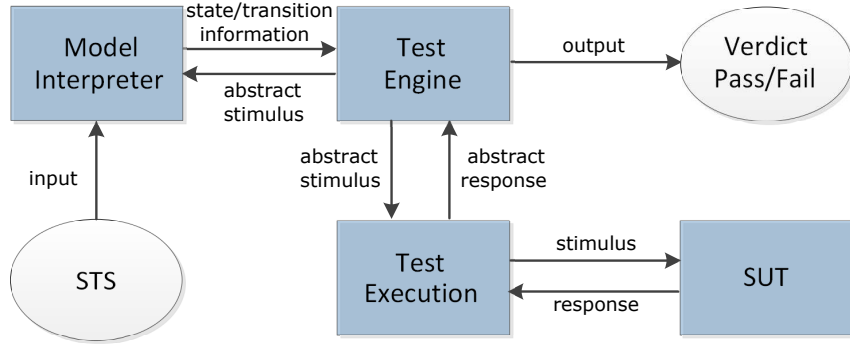 state/transition
information
Model
Interpreter
abstract
stimulus
Test
Engine
output
Verdict
Pass/Fail
input
abstract
stimulus
abstract
response
STS
Test
Execution
stimulus
response
SUT